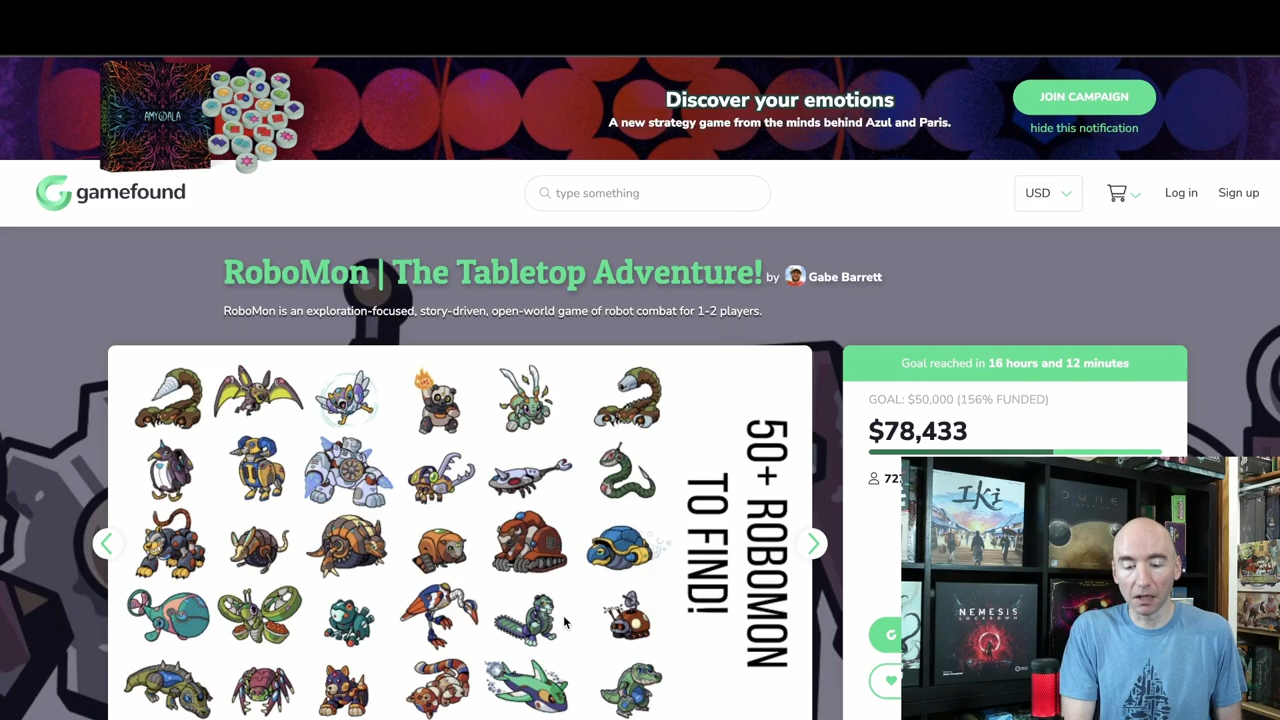 AMYGDALA
Discover your emotions
A new strategy game from the minds behind Azul and Paris.
JOIN CAMPAIGN
hide this notification
gamefound
type something
USD
Log in
Sign up
RoboMon | The Tabletop Adventure! by Gabe Barrett
RoboMon is an exploration-focused, story-driven, open-world game of robot combat for 1-2 players.
50+ ROBOMON
TO FIND!
Goal reached in 16 hours and 12 minutes
GOAL: $50,000 (156% FUNDED)
$78,433
IKI
DUNE
NEMESIS
LOCKDOWN